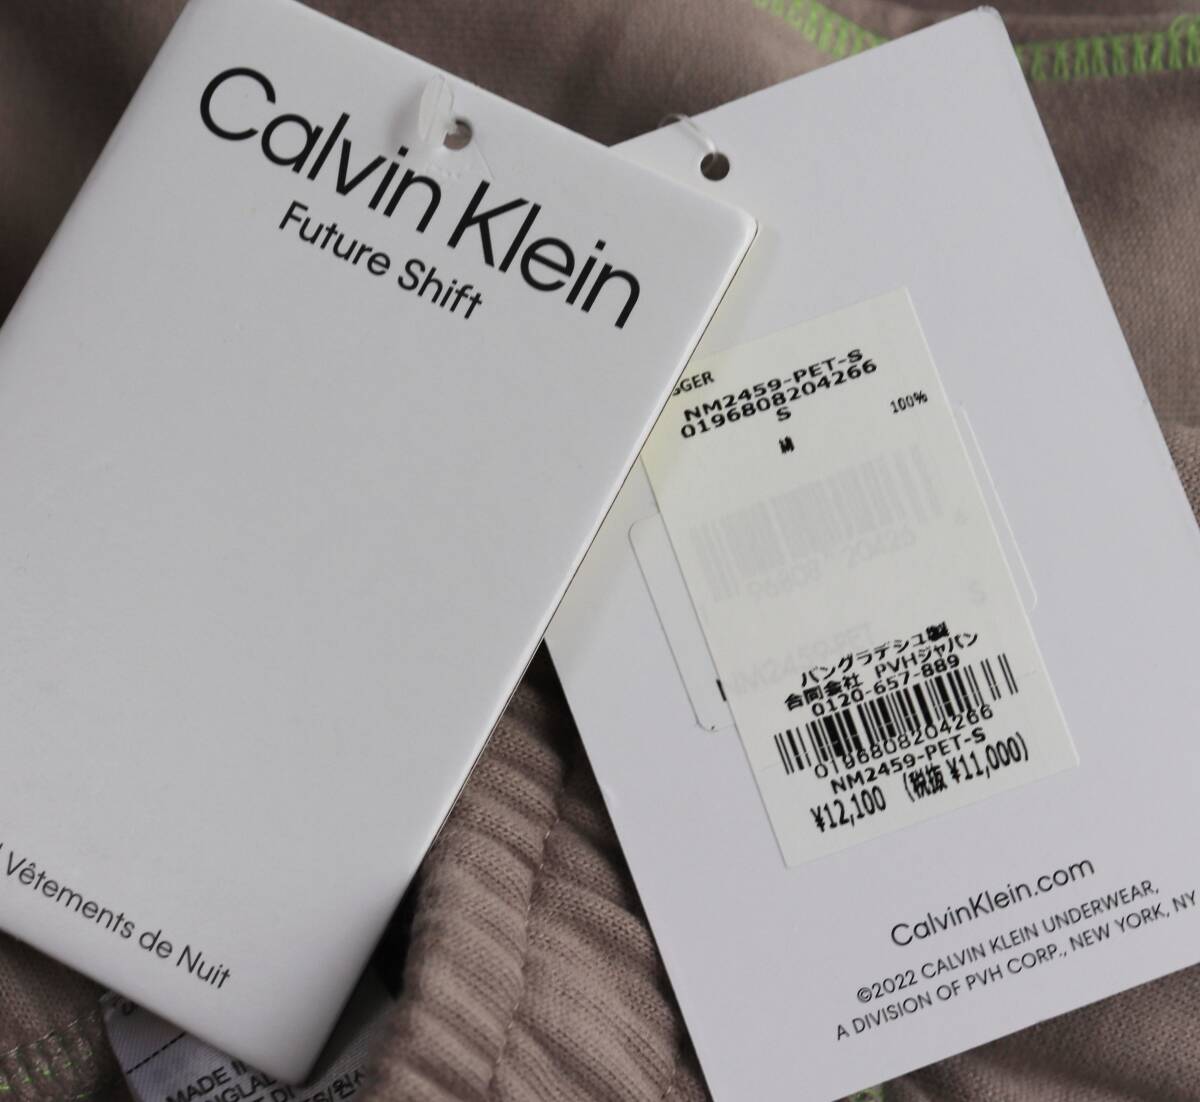 Calvin Klein
Future Shift
Vêtements de Nuit
NM2459-PET-S
0196808204266
S
綿 100%
バングラデシュ製
合同会社 PVHジャパン
0120-657-889
0196808204266
NM2459-PET-S
¥12,100 (税抜 ¥11,000)
CalvinKlein.com
©2022 CALVIN KLEIN UNDERWEAR,
A DIVISION OF PVH CORP., NEW YORK, NY
MADE